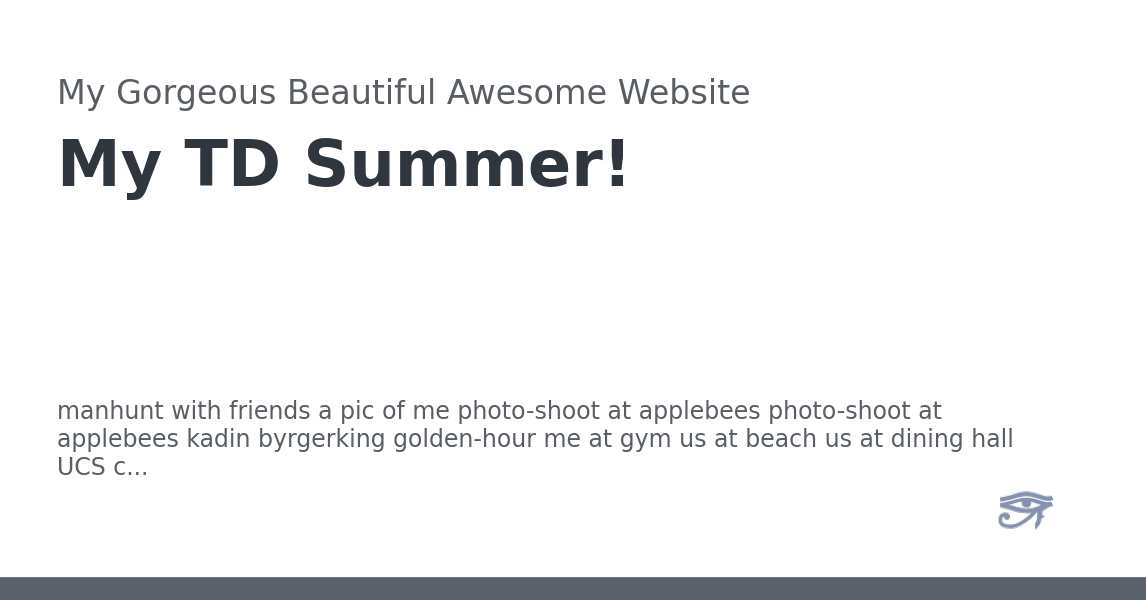 My Gorgeous Beautiful Awesome Website
My TD Summer!
manhunt with friends a pic of me photo-shoot at applebees photo-shoot at
applebees kadin byrgerking golden-hour me at gym us at beach us at dining hall
UCS c...